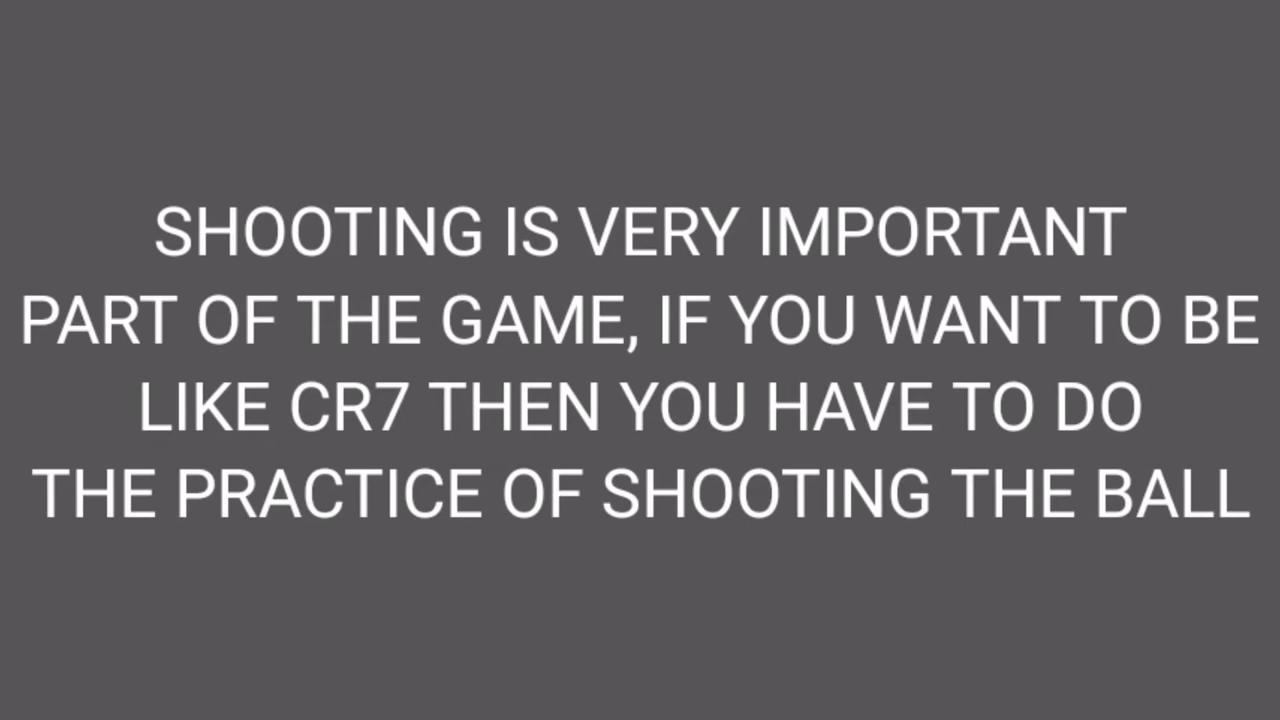 SHOOTING IS VERY IMPORTANT
PART OF THE GAME, IF YOU WANT TO BE
LIKE CR7 THEN YOU HAVE TO DO
THE PRACTICE OF SHOOTING THE BALL